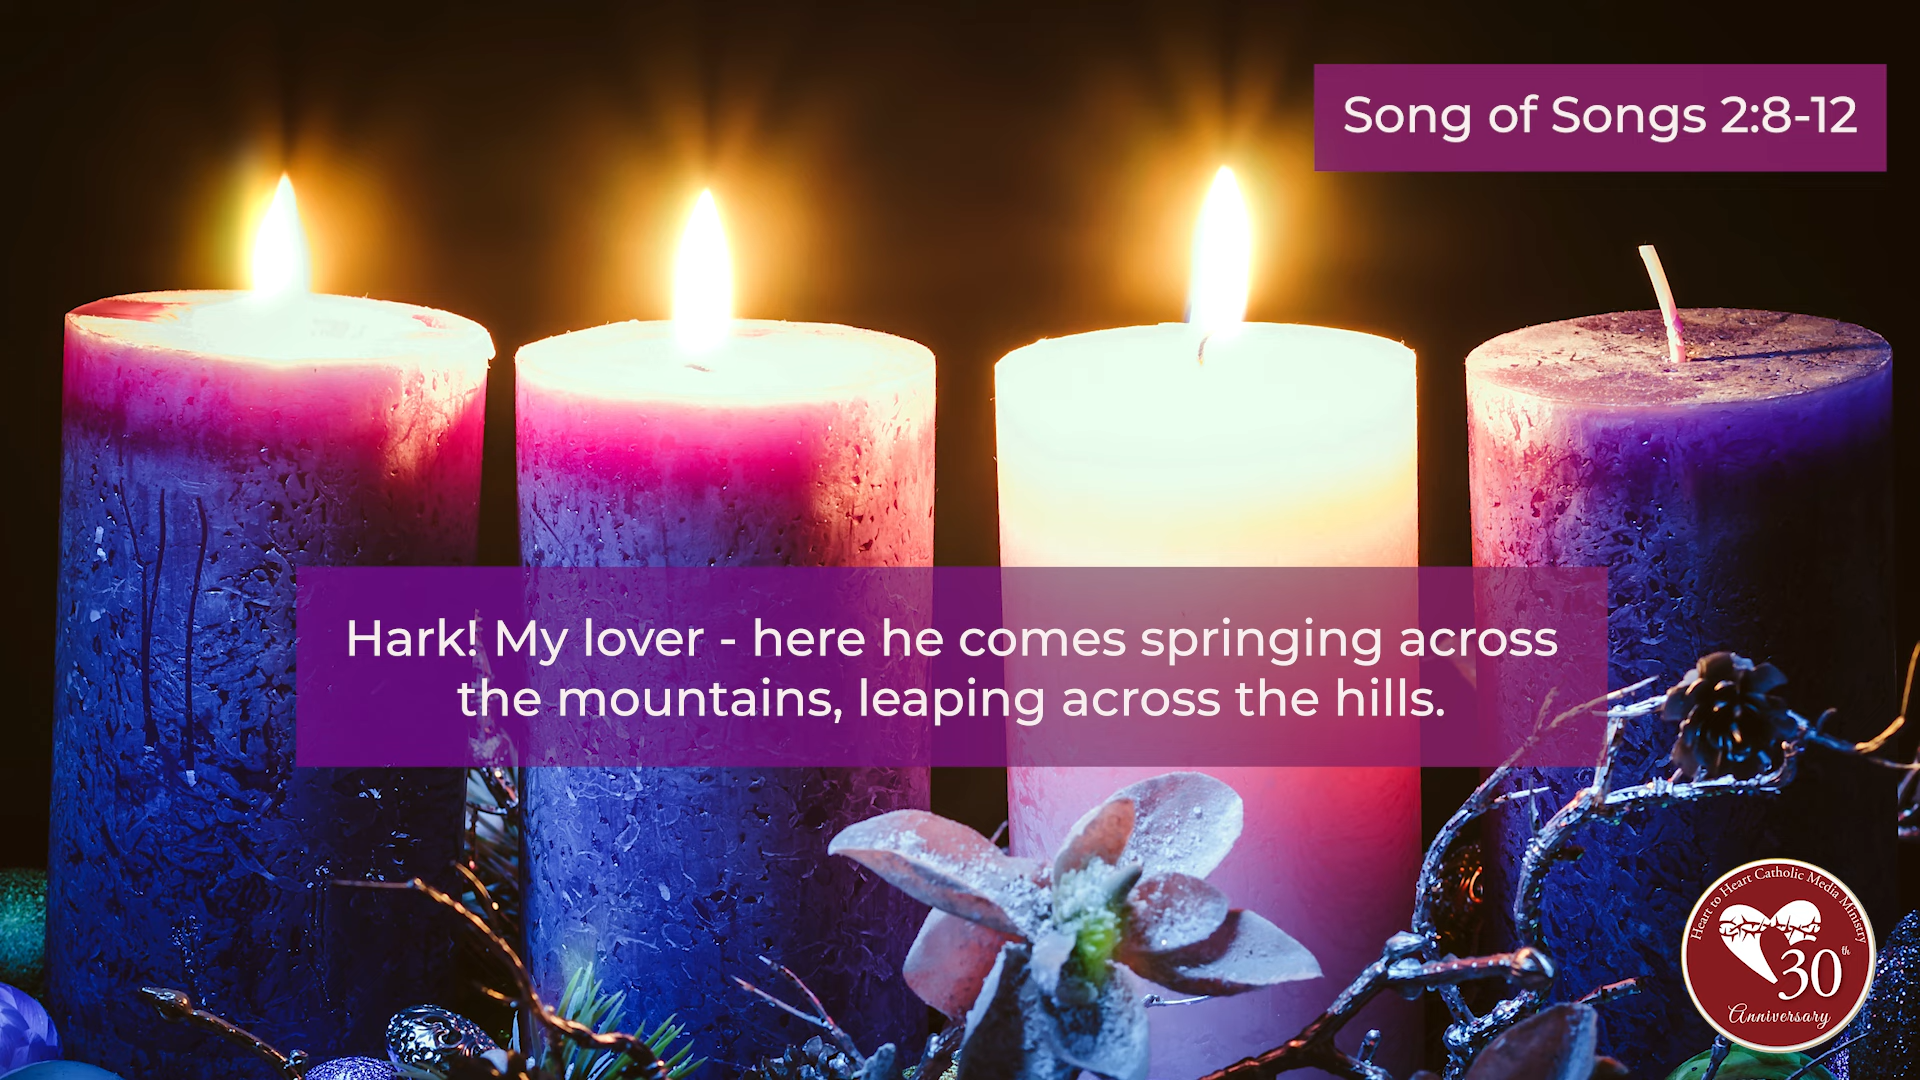 Song of Songs 2:8-12
Hark! My lover - here he comes springing across
the mountains, leaping across the hills.
Heart to Heart Catholic Media Ministry
30th
Anniversary